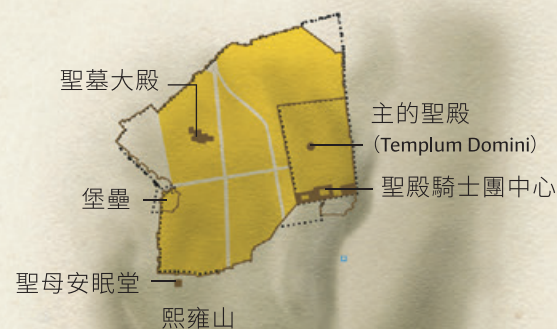 聖墓大殿
主的聖殿
(Templum Domini)
堡壘
聖殿騎士團中心
聖母安眠堂
熙雍山